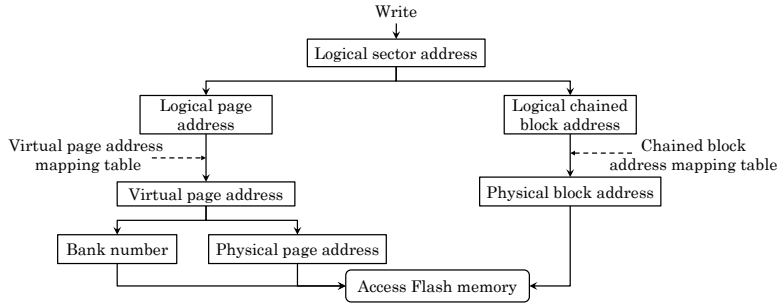 Write
Logical sector address
Logical page
address
Logical chained
block address
Virtual page address
mapping table
Chained block
address mapping table
Virtual page address
Physical block address
Bank number
Physical page address
Access Flash memory